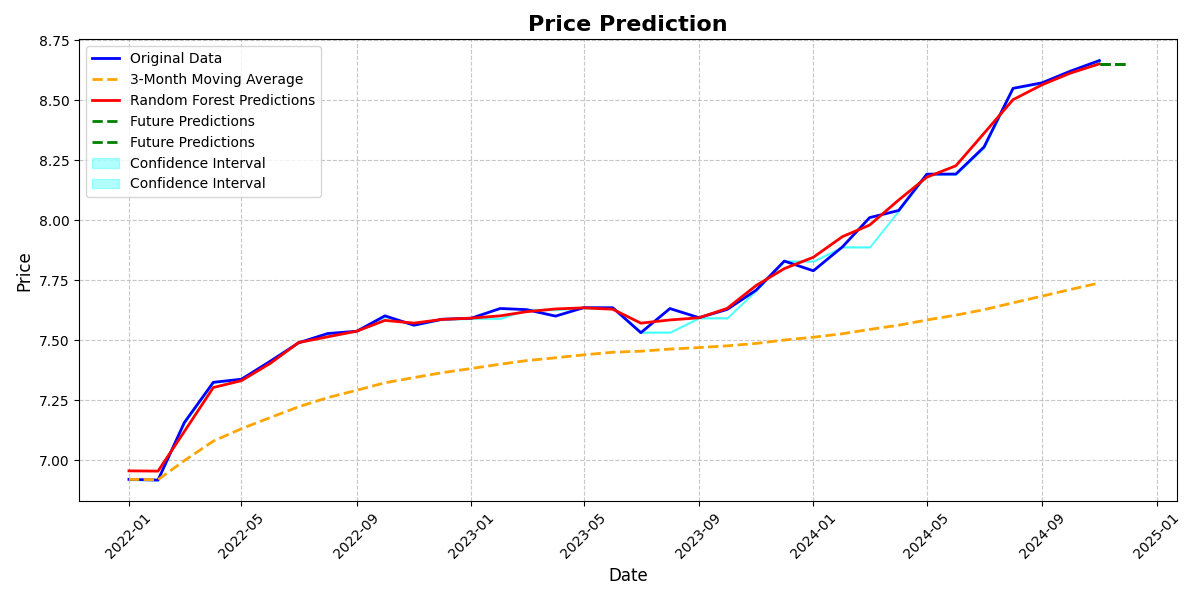 Price Prediction
Original Data
3-Month Moving Average
Random Forest Predictions
Future Predictions
Future Predictions
Confidence Interval
Confidence Interval
Price
8.75
8.50
8.25
8.00
7.75
7.50
7.25
7.00
2022-01
2022-05
2022-09
2023-01
2023-05
2023-09
2024-01
2024-05
2024-09
2025-01
Date